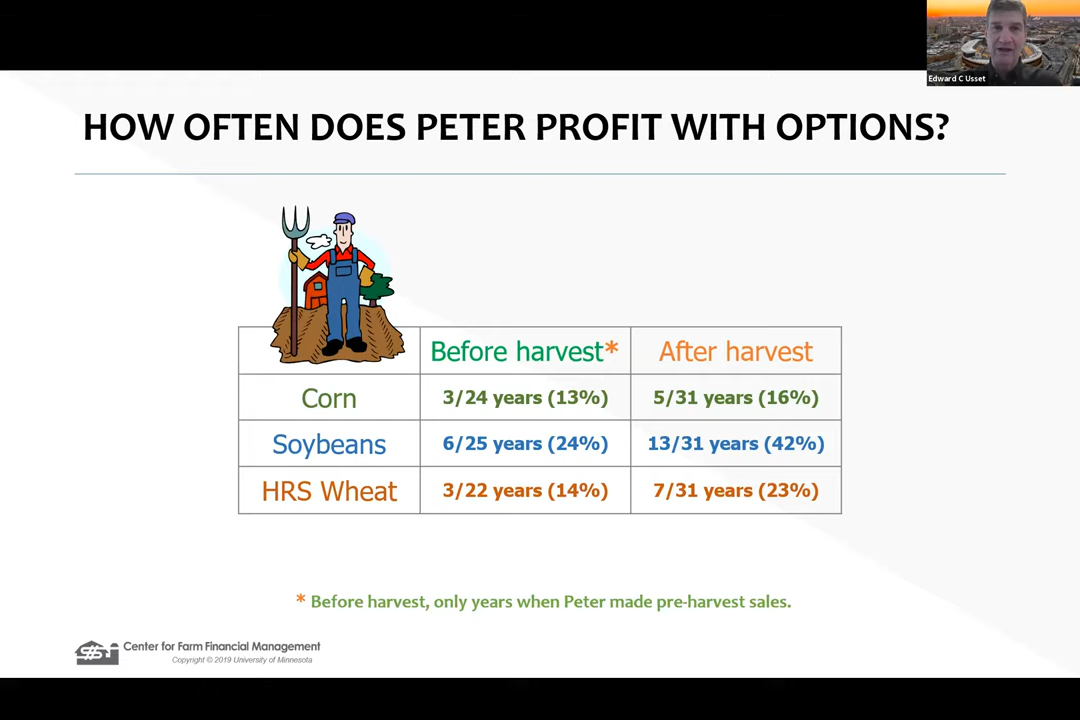 Edward C Usset
HOW OFTEN DOES PETER PROFIT WITH OPTIONS?
Before harvest* After harvest
Corn 3/24 years (13%) 5/31 years (16%)
Soybeans 6/25 years (24%) 13/31 years (42%)
HRS Wheat 3/22 years (14%) 7/31 years (23%)
* Before harvest, only years when Peter made pre-harvest sales.
Center for Farm Financial Management
Copyright © 2019 University of Minnesota